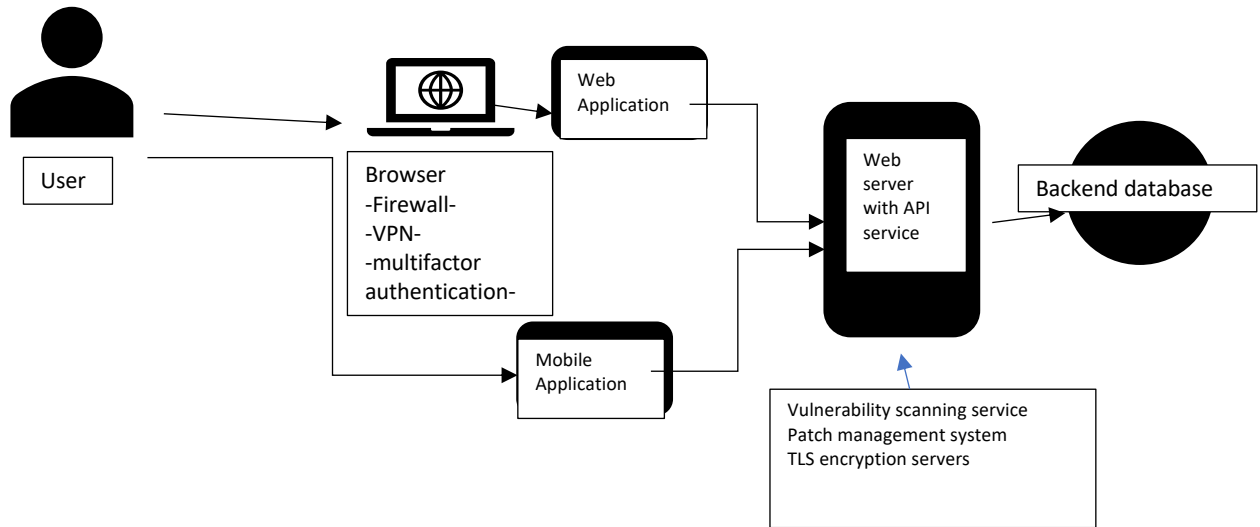 User
Browser
-Firewall-
-VPN-
-multifactor
authentication-
Web
Application
Mobile
Application
Web
server
with API
service
Backend database
Vulnerability scanning service
Patch management system
TLS encryption servers